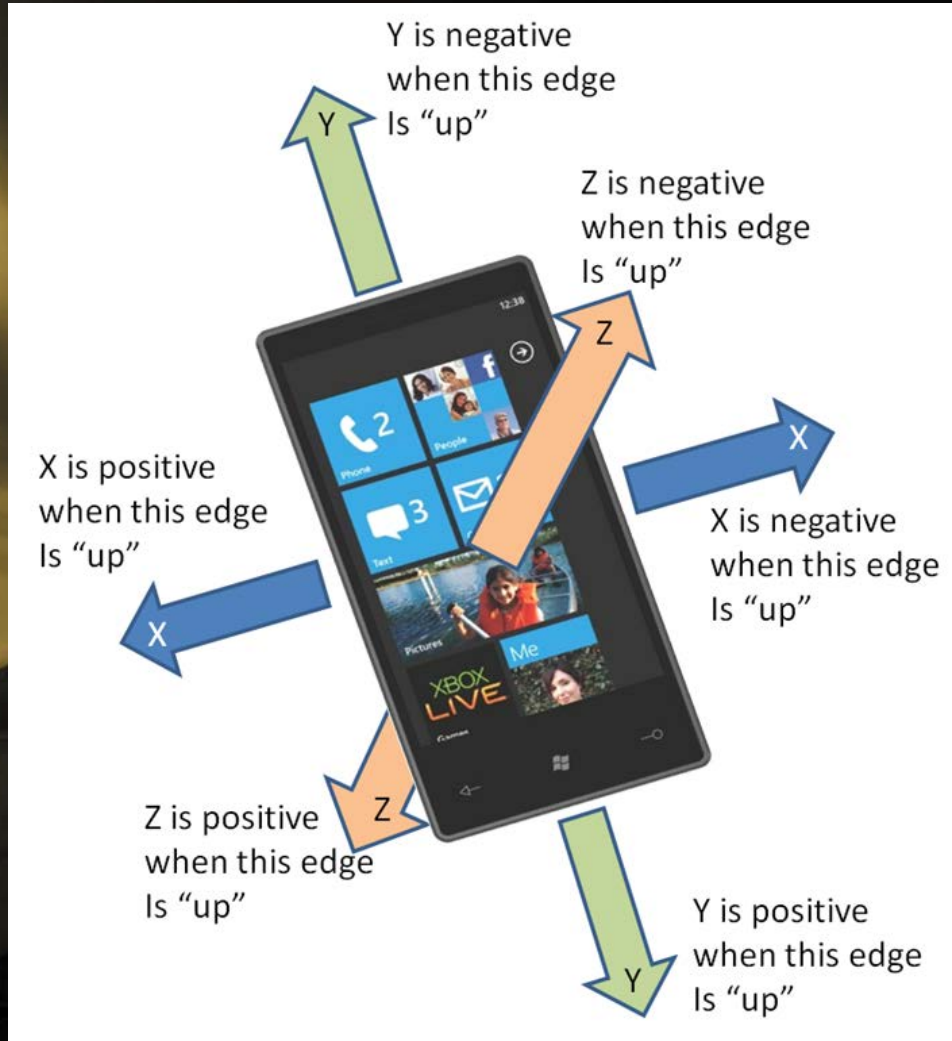 Y is negative
when this edge
Is “up”
Y
Z is negative
when this edge
Is “up”
Z
12:38
2
Phone
f
People
X
X is positive
when this edge
Is “up”
3
Text
X is negative
when this edge
Is “up”
X
Pictures
Me
XBOX
LIVE
Games
Z is positive
when this edge
Is “up”
Z
Y is positive
when this edge
Is “up”
Y